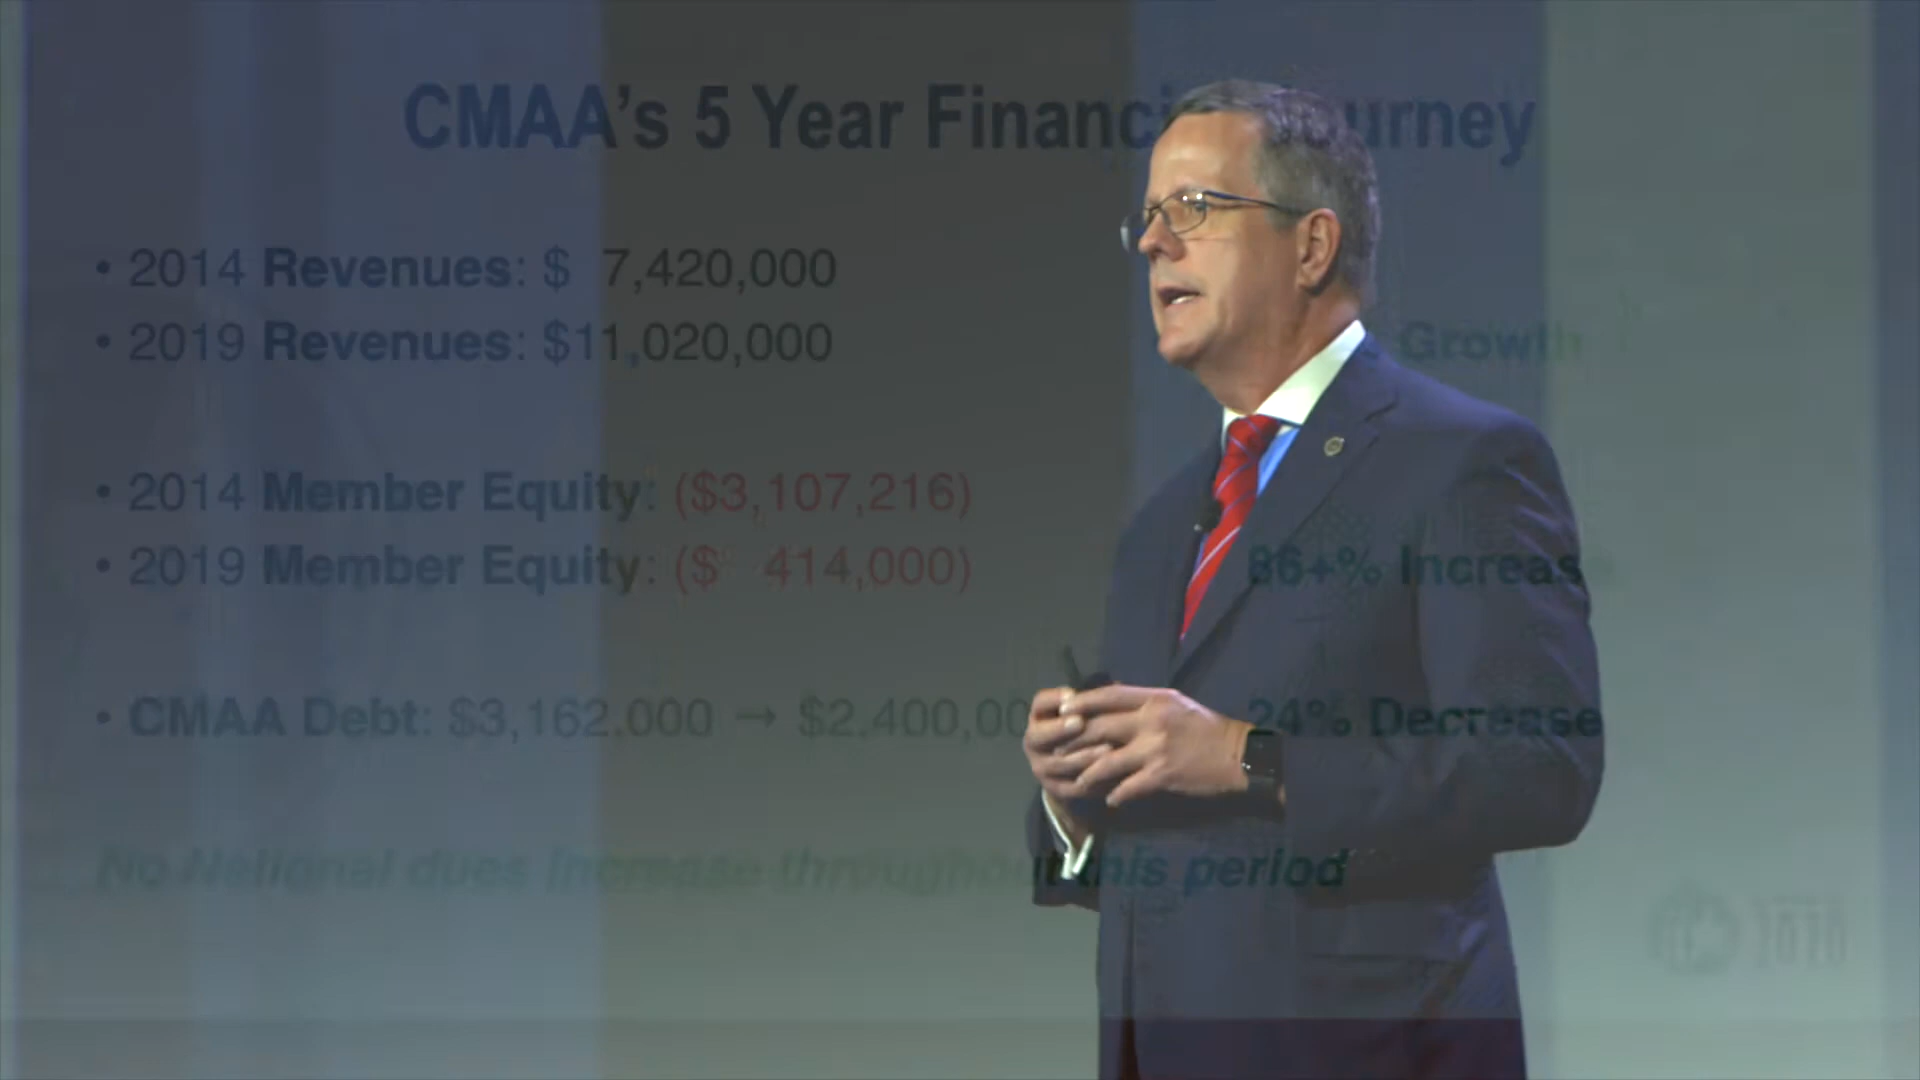 CMAA's 5 Year Financi urney
• 2014 Revenues: $ 7,420,000
• 2019 Revenues: $11,020,000
Growth
• 2014 Member Equity: ($3,107,216)
• 2019 Member Equity: ($ 414,000)
86+% Increase
• CMAA Debt: $3,162,000 → $2,400,00
24% Decrease
No National dues increase throughout this period